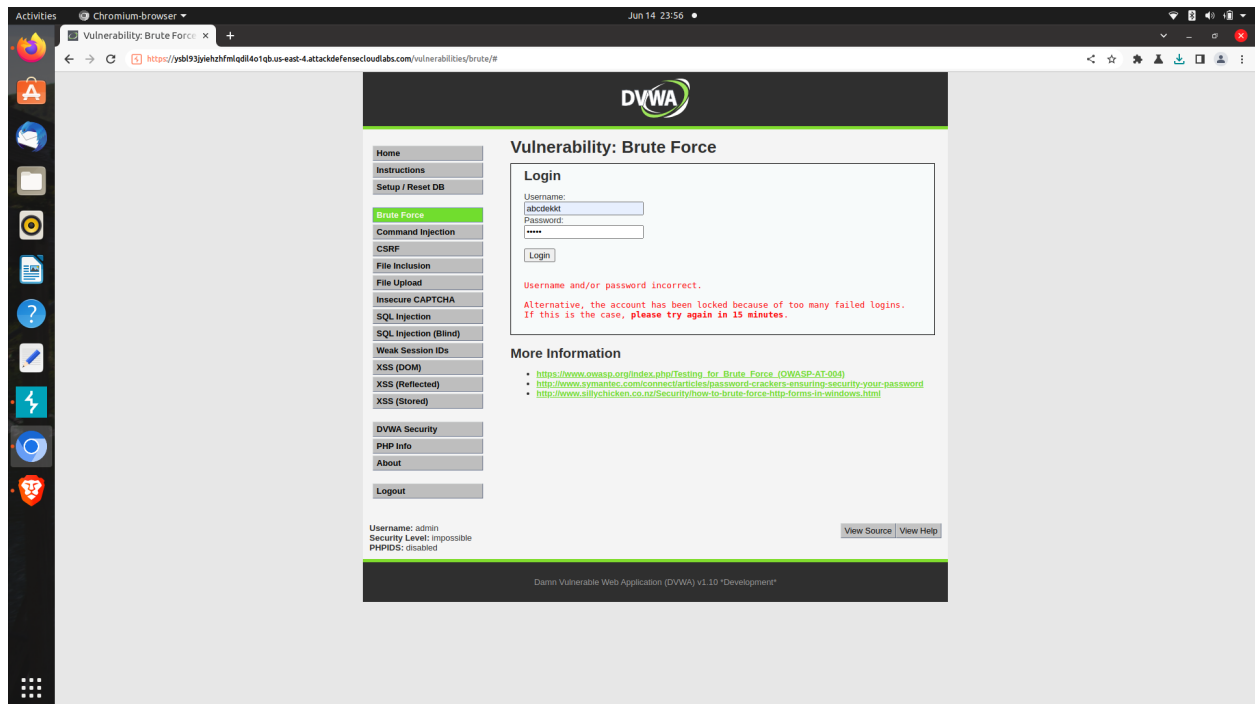 Activities
Chromium-browser
Jun 14 23:56
Vulnerability: Brute Force
https://ysbl93jyiehzhfmlqdil4o1qb.us-east-4.attackdefensecloudlabs.com/vulnerabilities/brute/#
DVWA
Home
Instructions
Setup / Reset DB
Brute Force
Command Injection
CSRF
File Inclusion
File Upload
Insecure CAPTCHA
SQL Injection
SQL Injection (Blind)
Weak Session IDs
XSS (DOM)
XSS (Reflected)
XSS (Stored)
DVWA Security
PHP Info
About
Logout
Vulnerability: Brute Force
Login
Username:
abcdekkt
Password:
•••••
Login
Username and/or password incorrect.
Alternative, the account has been locked because of too many failed logins.
If this is the case, please try again in 15 minutes.
More Information
• https://www.owasp.org/index.php/Testing_for_Brute_Force_(OWASP-AT-004)
• http://www.symantec.com/connect/articles/password-crackers-ensuring-security-your-password
• http://www.sillychicken.co.nz/Security/how-to-brute-force-http-forms-in-windows.html
Username: admin
Security Level: impossible
PHPIDS: disabled
View Source View Help
Damn Vulnerable Web Application (DVWA) v1.10 *Development*